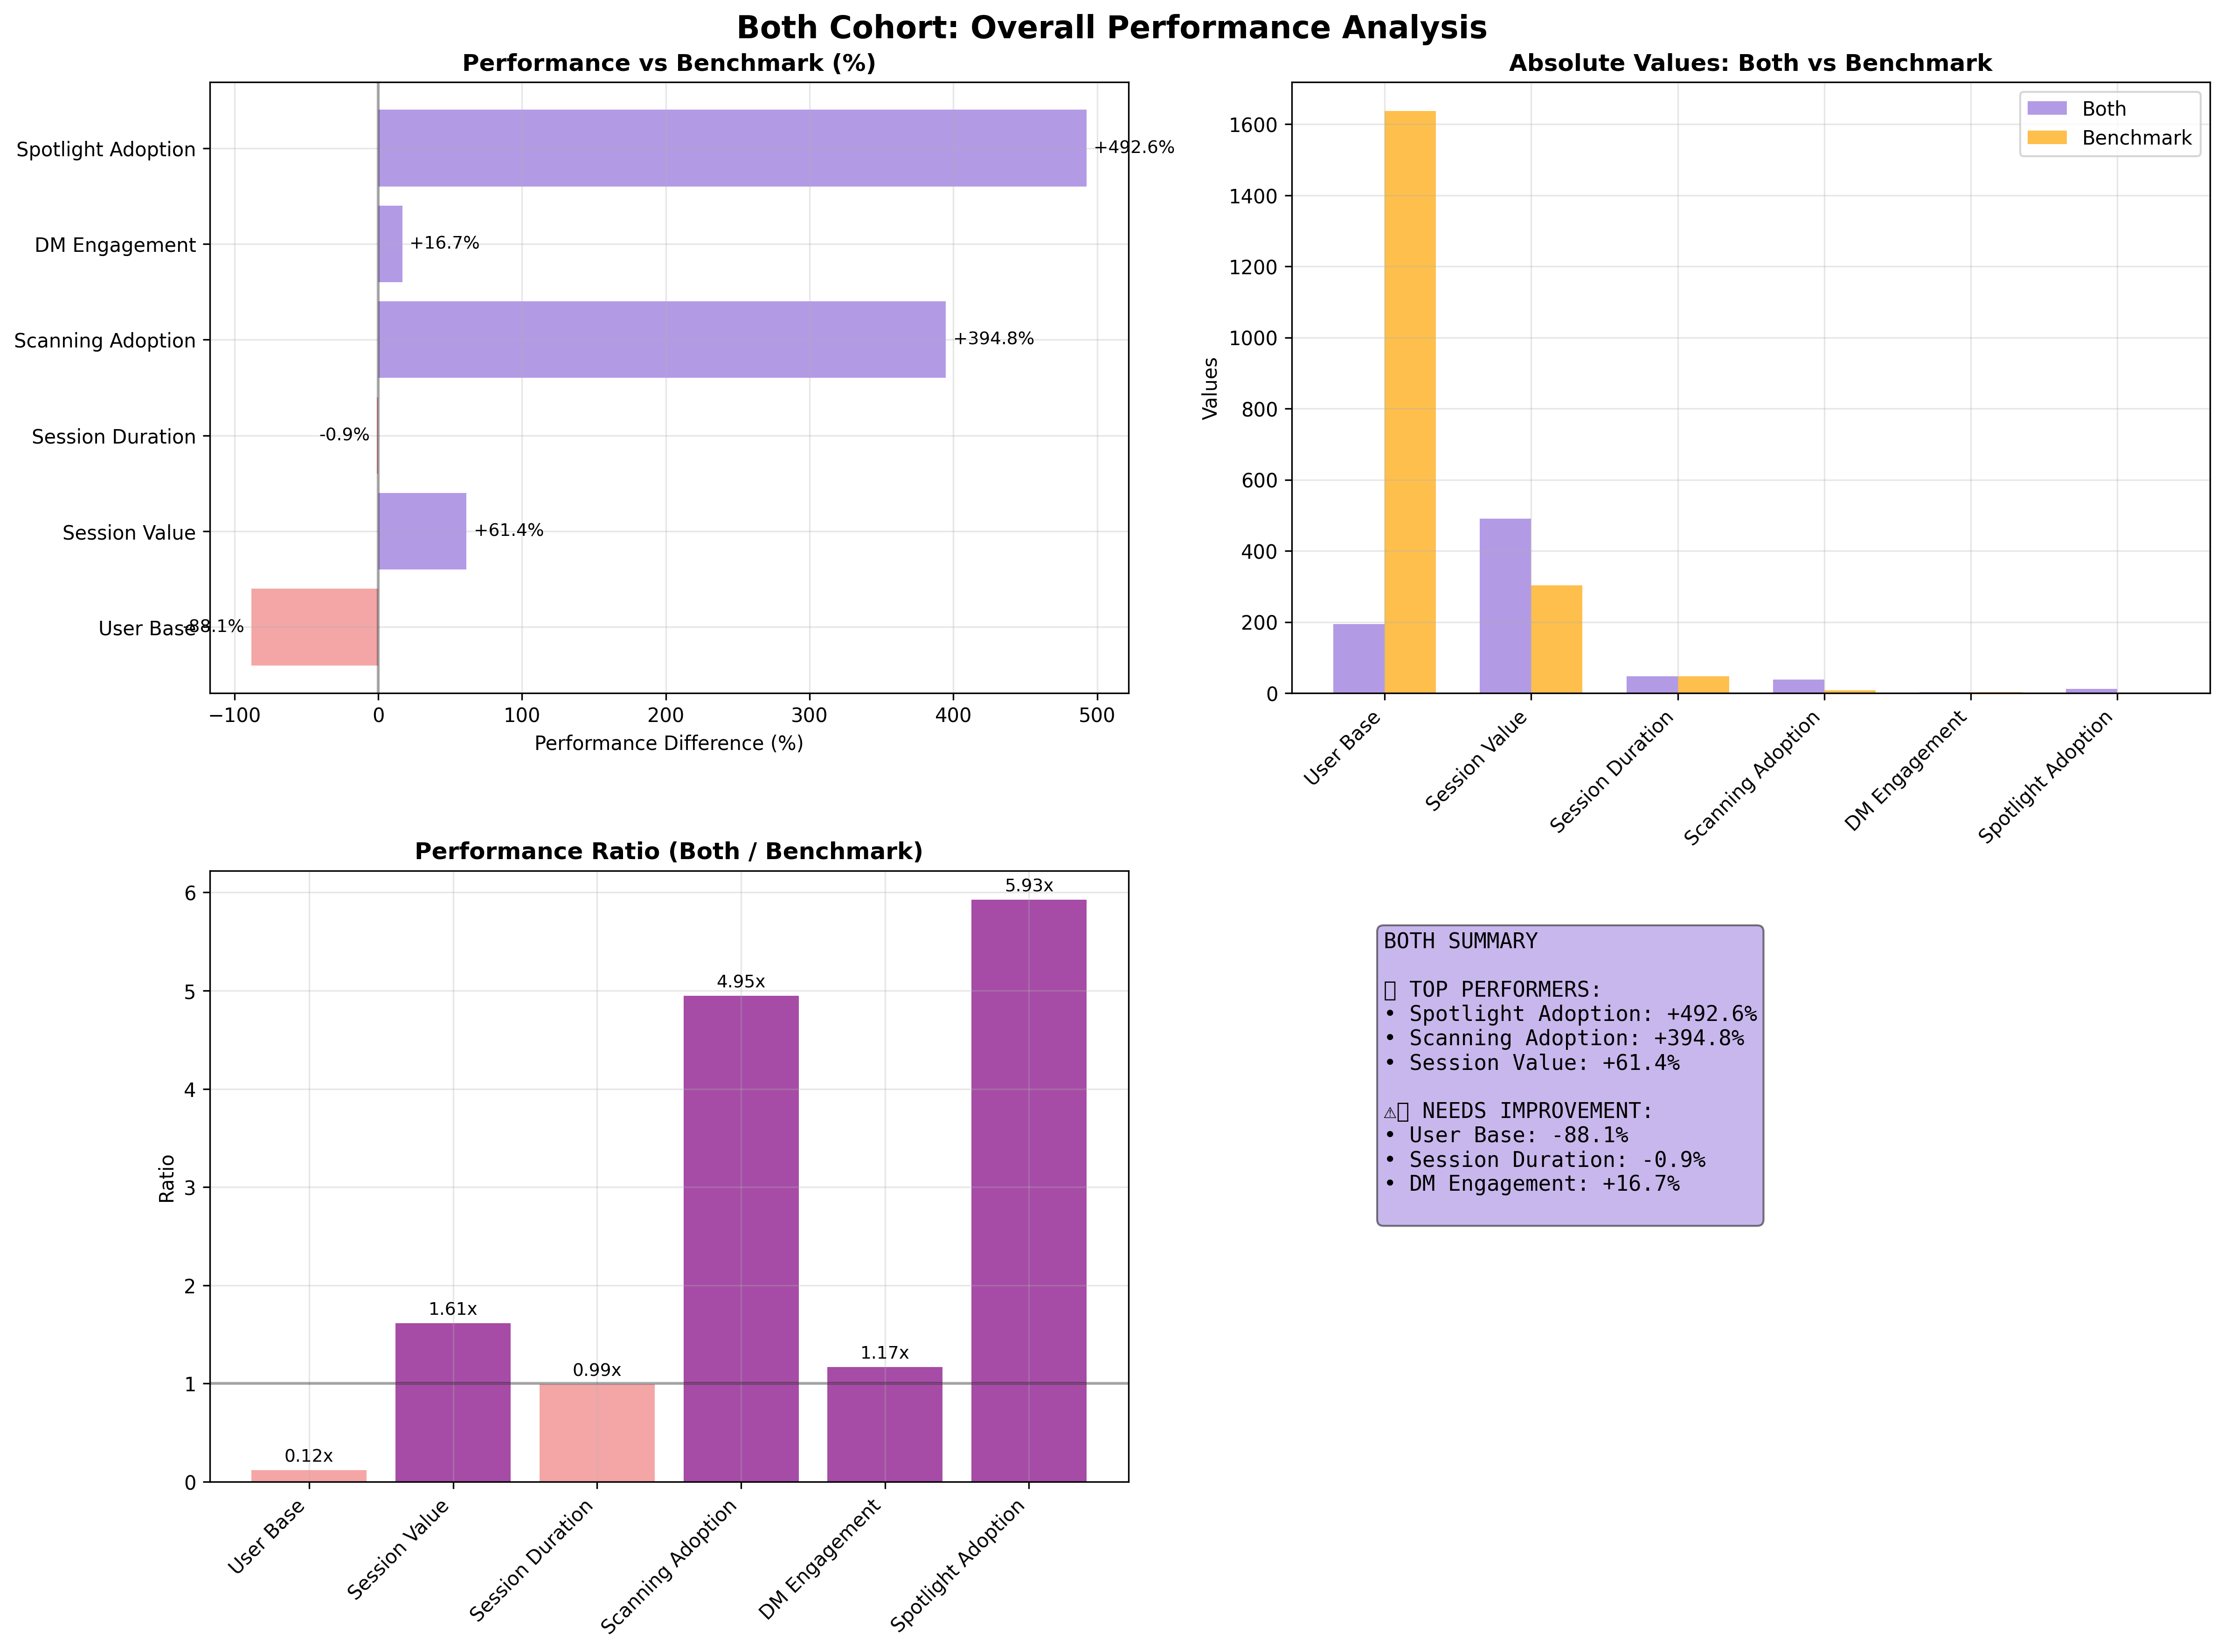 Both Cohort: Overall Performance Analysis
Performance vs Benchmark (%)
Spotlight Adoption
+492.6%
DM Engagement
+16.7%
Scanning Adoption
+394.8%
Session Duration
-0.9%
Session Value
+61.4%
User Base
-88.1%
−100
0
100
200
300
400
500
Performance Difference (%)
Absolute Values: Both vs Benchmark
Both
Benchmark
Values
1600
1400
1200
1000
800
600
400
200
0
User Base
Session Value
Session Duration
Scanning Adoption
DM Engagement
Spotlight Adoption
Performance Ratio (Both / Benchmark)
Ratio
6
5
4
3
2
1
0
0.12x
1.61x
0.99x
4.95x
1.17x
5.93x
User Base
Session Value
Session Duration
Scanning Adoption
DM Engagement
Spotlight Adoption
BOTH SUMMARY
TOP PERFORMERS:
• Spotlight Adoption: +492.6%
• Scanning Adoption: +394.8%
• Session Value: +61.4%
⚠ NEEDS IMPROVEMENT:
• User Base: -88.1%
• Session Duration: -0.9%
• DM Engagement: +16.7%